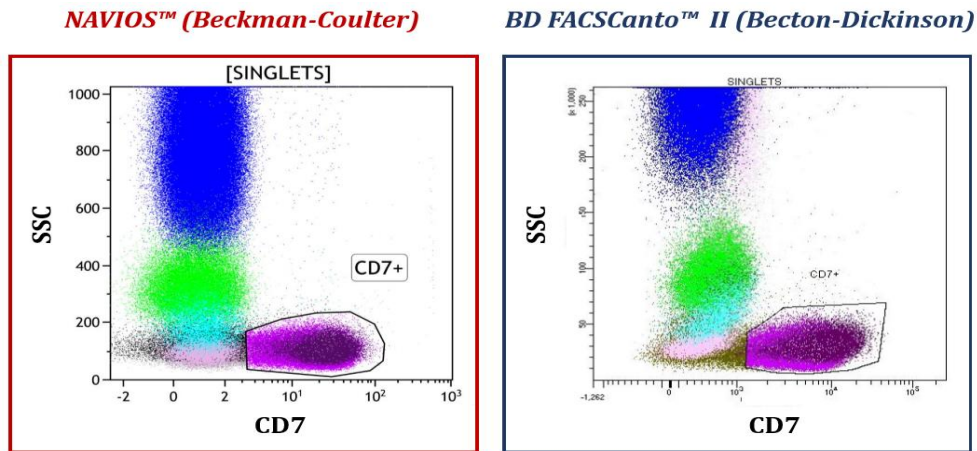 NAVIOS™ (Beckman-Coulter)
[SINGLETS]
1000
800
600
400
200
0
SSC
CD7+
-2
0
2
10¹
10²
10³
CD7
BD FACSCanto™ II (Becton-Dickinson)
SINGLETS
(x 1,000)
250
200
150
100
50
SSC
CD7+
-1,262
0
10³
10⁴
10⁵
CD7